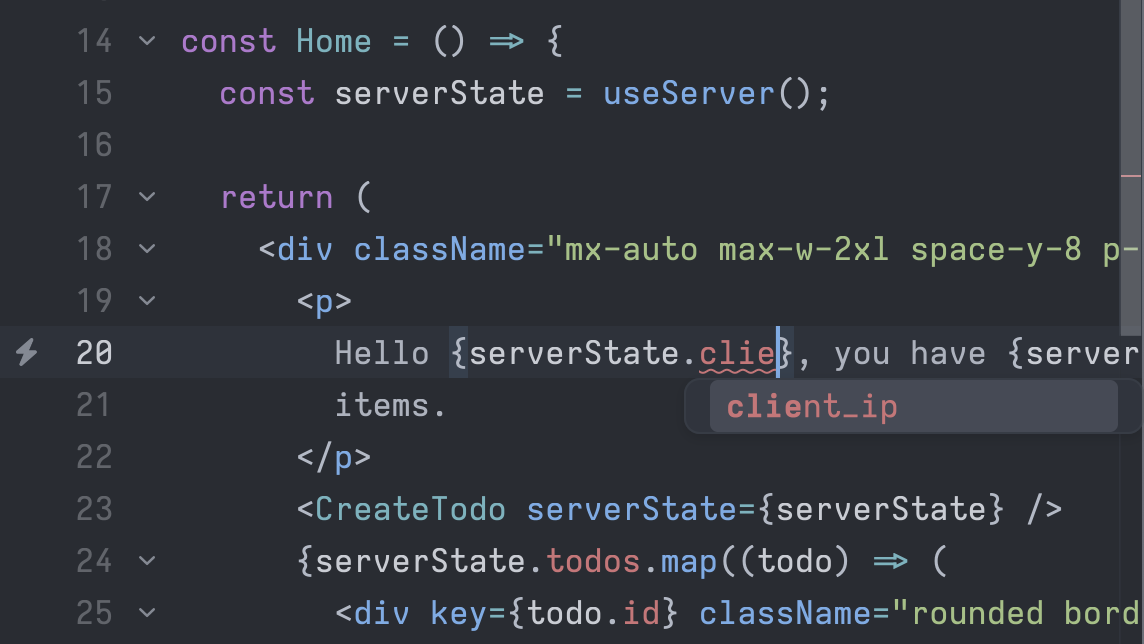 14 const Home = () => {
15 const serverState = useServer();
16
17 return (
18 <div className="mx-auto max-w-2xl space-y-8 p-
19 <p>
20 Hello {serverState.clie}, you have {server
21 items.
client_ip
22 </p>
23 <CreateTodo serverState={serverState} />
24 {serverState.todos.map((todo) => (
25 <div key={todo.id} className="rounded bord